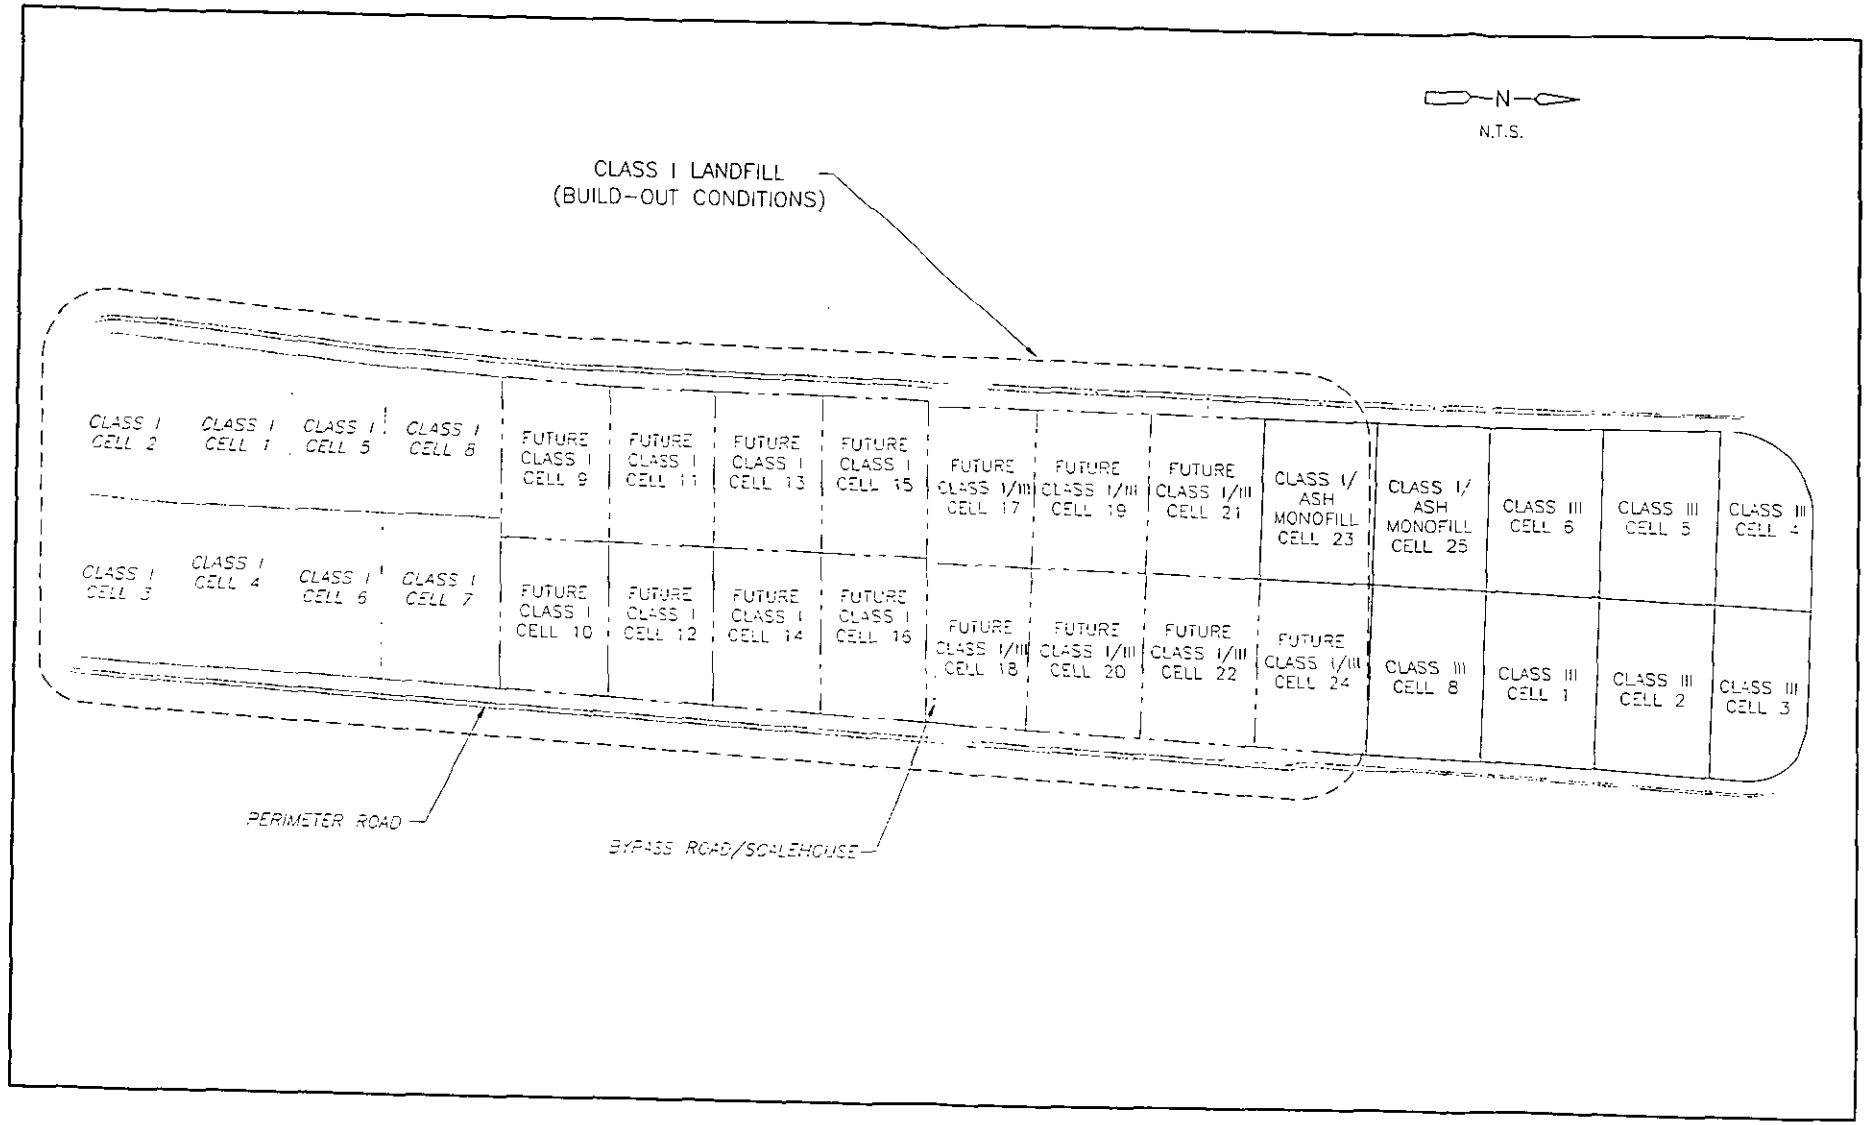 N
N.T.S.
CLASS I LANDFILL
(BUILD-OUT CONDITIONS)
CLASS I
CELL 2
CLASS I
CELL 1
CLASS I
CELL 5
CLASS I
CELL 8
FUTURE
CLASS I
CELL 9
FUTURE
CLASS I
CELL 11
FUTURE
CLASS I
CELL 13
FUTURE
CLASS I
CELL 15
FUTURE
CLASS I/III
CELL 17
FUTURE
CLASS I/III
CELL 19
FUTURE
CLASS I/III
CELL 21
CLASS I/
ASH
MONOFILL
CELL 23
CLASS I/
ASH
MONOFILL
CELL 25
CLASS III
CELL 6
CLASS III
CELL 5
CLASS III
CELL 4
CLASS I
CELL 3
CLASS I
CELL 4
CLASS I
CELL 6
CLASS I
CELL 7
FUTURE
CLASS I
CELL 10
FUTURE
CLASS I
CELL 12
FUTURE
CLASS I
CELL 14
FUTURE
CLASS I
CELL 16
FUTURE
CLASS I/III
CELL 18
FUTURE
CLASS I/III
CELL 20
FUTURE
CLASS I/III
CELL 22
FUTURE
CLASS I/III
CELL 24
CLASS III
CELL 8
CLASS III
CELL 1
CLASS III
CELL 2
CLASS III
CELL 3
PERIMETER ROAD
BYPASS ROAD/SCALEHOUSE